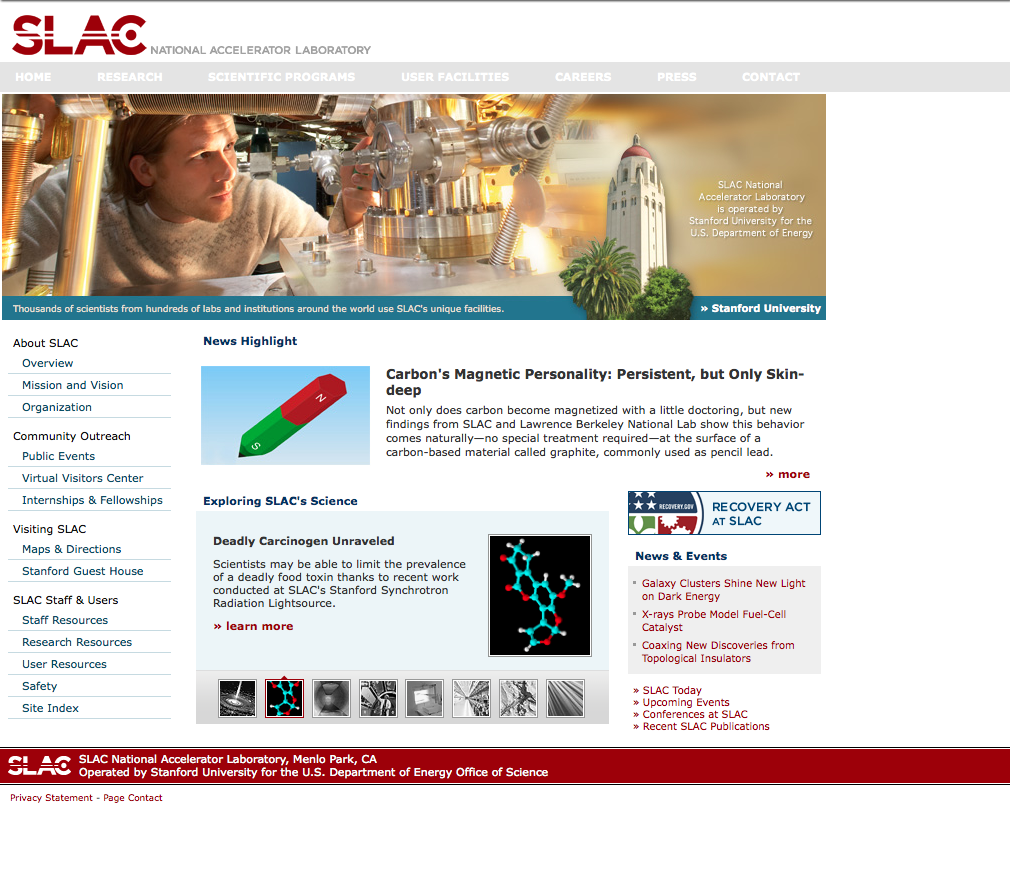 SLAC NATIONAL ACCELERATOR LABORATORY
HOME RESEARCH SCIENTIFIC PROGRAMS USER FACILITIES CAREERS PRESS CONTACT
SLAC National
Accelerator Laboratory
is operated by
Stanford University for the
U.S. Department of Energy
Thousands of scientists from hundreds of labs and institutions around the world use SLAC's unique facilities.
» Stanford University
About SLAC
Overview
Mission and Vision
Organization
Community Outreach
Public Events
Virtual Visitors Center
Internships & Fellowships
Visiting SLAC
Maps & Directions
Stanford Guest House
SLAC Staff & Users
Staff Resources
Research Resources
User Resources
Safety
Site Index
News Highlight
N
S
Carbon's Magnetic Personality: Persistent, but Only Skin-
deep
Not only does carbon become magnetized with a little doctoring, but new
findings from SLAC and Lawrence Berkeley National Lab show this behavior
comes naturally—no special treatment required—at the surface of a
carbon-based material called graphite, commonly used as pencil lead.
» more
Exploring SLAC's Science
Deadly Carcinogen Unraveled
Scientists may be able to limit the prevalence
of a deadly food toxin thanks to recent work
conducted at SLAC's Stanford Synchrotron
Radiation Lightsource.
» learn more
RECOVERY.GOV
RECOVERY ACT
AT SLAC
News & Events
Galaxy Clusters Shine New Light
on Dark Energy
X-rays Probe Model Fuel-Cell
Catalyst
Coaxing New Discoveries from
Topological Insulators
» SLAC Today
» Upcoming Events
» Conferences at SLAC
» Recent SLAC Publications
SLAC
SLAC National Accelerator Laboratory, Menlo Park, CA
Operated by Stanford University for the U.S. Department of Energy Office of Science
Privacy Statement - Page Contact